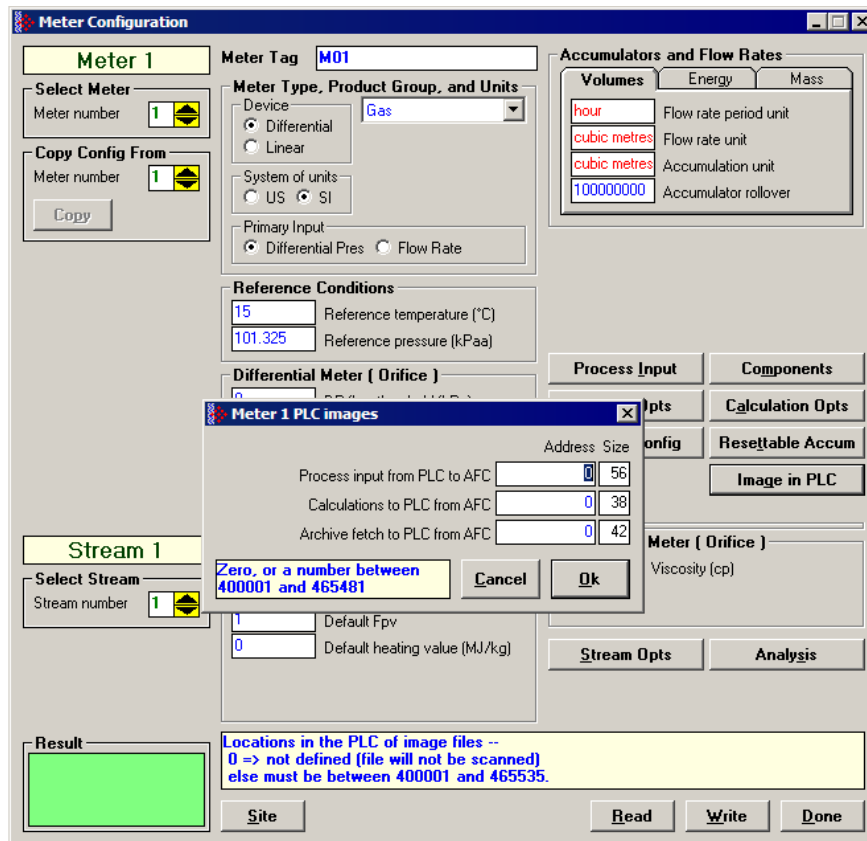 Meter Configuration
Meter 1
Select Meter
Meter number 1
Copy Config From
Meter number 1
Copy
Meter Tag M01
Meter Type, Product Group, and Units
Device
Differential
Linear
Gas
System of units
US SI
Primary Input
Differential Pres Flow Rate
Reference Conditions
15 Reference temperature (°C)
101.325 Reference pressure (kPaa)
Differential Meter ( Orifice )
Accumulators and Flow Rates
Volumes Energy Mass
hour Flow rate period unit
cubic metres Flow rate unit
cubic metres Accumulation unit
100000000 Accumulator rollover
Process Input Components
Opts Calculation Opts
onfig Resettable Accum
Image in PLC
Meter 1 PLC images
Address Size
Process input from PLC to AFC 0 56
Calculations to PLC from AFC 0 38
Archive fetch to PLC from AFC 0 42
Zero, or a number between
400001 and 465481
Cancel Ok
Stream 1
Select Stream
Stream number 1
Meter ( Orifice )
Viscosity (cp)
1 Default Fpv
0 Default heating value (MJ/kg)
Stream Opts Analysis
Result
Locations in the PLC of image files --
0 => not defined (file will not be scanned)
else must be between 400001 and 465535.
Site Read Write Done